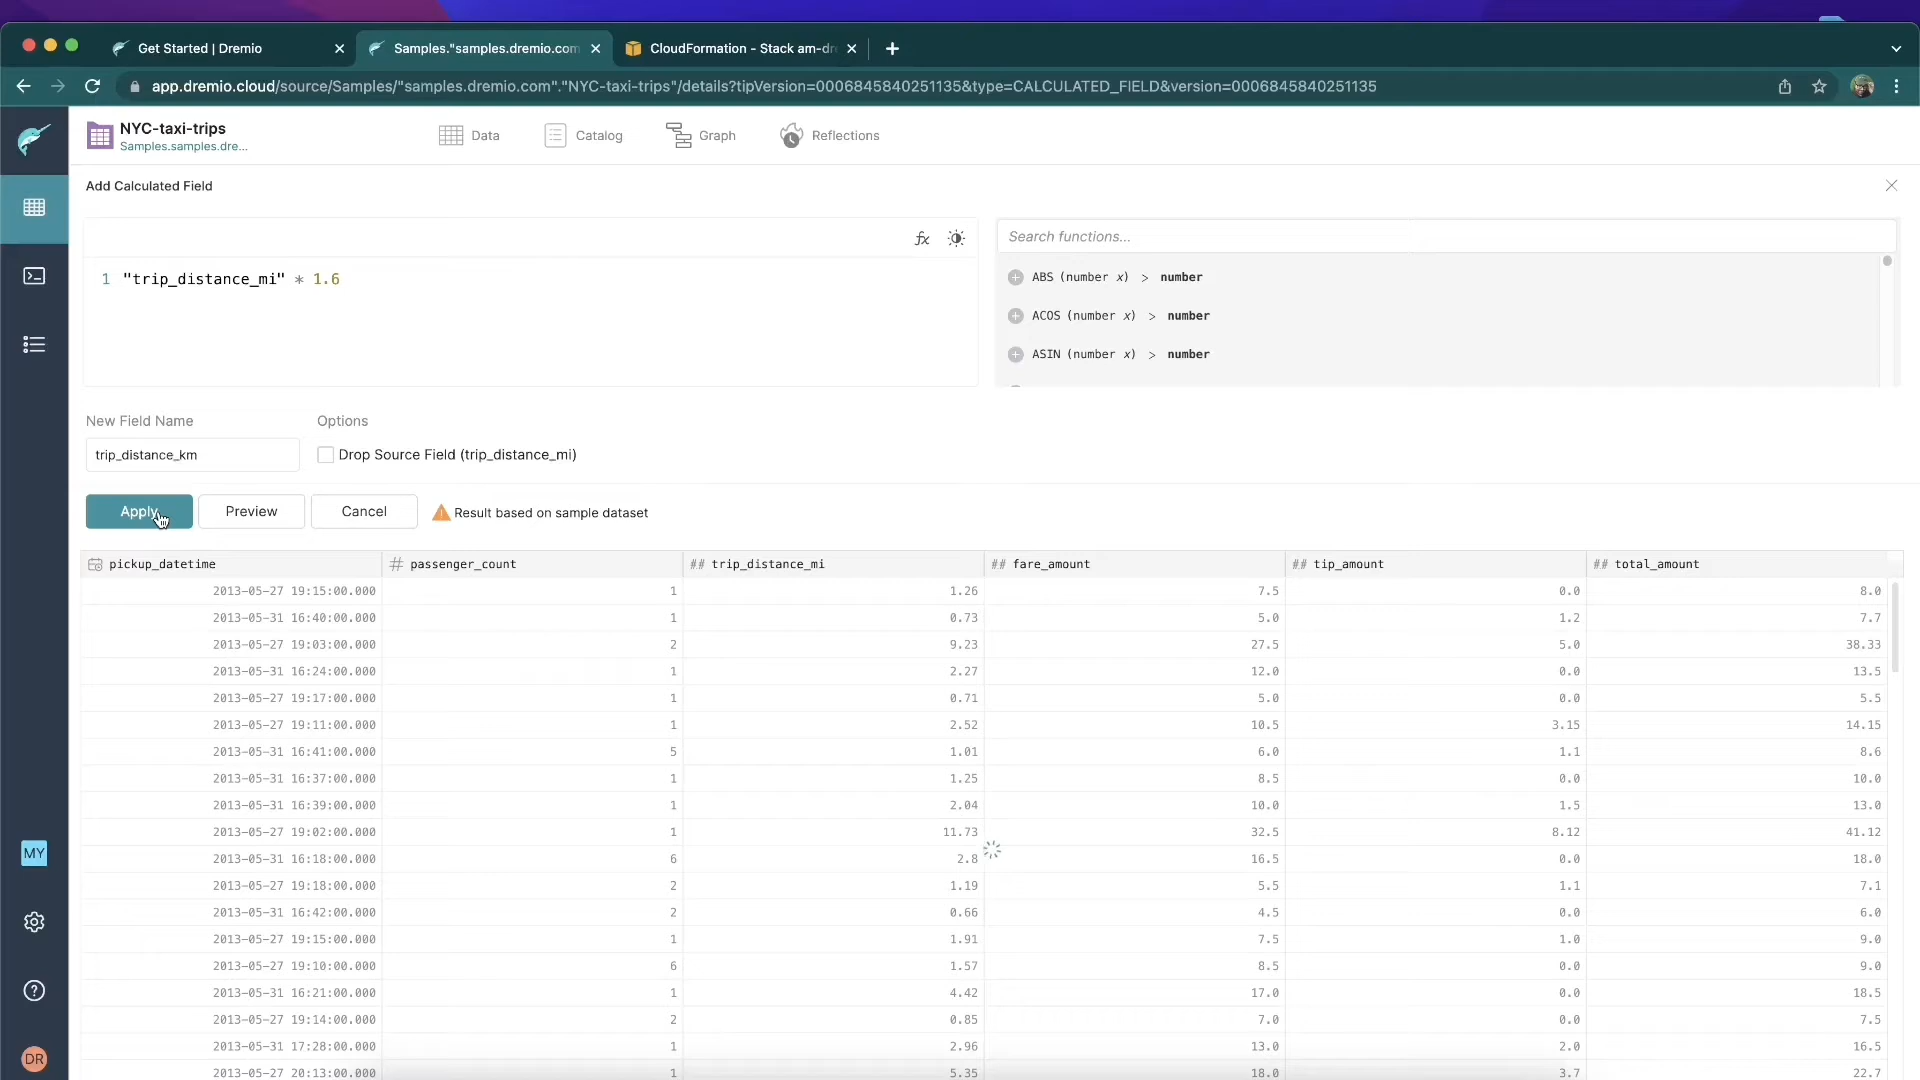 Get Started | Dremio
Samples."samples.dremio.com
CloudFormation - Stack am-dr
app.dremio.cloud/source/Samples/"samples.dremio.com"."NYC-taxi-trips"/details?tipVersion=0006845840251135&type=CALCULATED_FIELD&version=0006845840251135
NYC-taxi-trips
Samples.samples.dre...
Data
Catalog
Graph
Reflections
Add Calculated Field
fx
Search functions...
1 "trip_distance_mi" * 1.6
ABS (number x) > number
ACOS (number x) > number
ASIN (number x) > number
New Field Name
Options
trip_distance_km
Drop Source Field (trip_distance_mi)
Apply
Preview
Cancel
Result based on sample dataset
pickup_datetime # passenger_count ## trip_distance_mi ## fare_amount ## tip_amount ## total_amount
2013-05-27 19:15:00.000 1 1.26 7.5 0.0 8.0
2013-05-31 16:40:00.000 1 0.73 5.0 1.2 7.7
2013-05-27 19:03:00.000 2 9.23 27.5 5.0 38.33
2013-05-31 16:24:00.000 1 2.27 12.0 0.0 13.5
2013-05-27 19:17:00.000 1 0.71 5.0 0.0 5.5
2013-05-27 19:11:00.000 1 2.52 10.5 3.15 14.15
2013-05-31 16:41:00.000 5 1.01 6.0 1.1 8.6
2013-05-31 16:37:00.000 1 1.25 8.5 0.0 10.0
2013-05-31 16:39:00.000 1 2.04 10.0 1.5 13.0
2013-05-27 19:02:00.000 1 11.73 32.5 8.12 41.12
2013-05-31 16:18:00.000 6 2.8 16.5 0.0 18.0
2013-05-27 19:18:00.000 2 1.19 5.5 1.1 7.1
2013-05-31 16:42:00.000 2 0.66 4.5 0.0 6.0
2013-05-27 19:15:00.000 1 1.91 7.5 1.0 9.0
2013-05-27 19:10:00.000 6 1.57 8.5 0.0 9.0
2013-05-31 16:21:00.000 1 4.42 17.0 0.0 18.5
2013-05-27 19:14:00.000 2 0.85 7.0 0.0 7.5
2013-05-31 17:28:00.000 1 2.96 13.0 2.0 16.5
2013-05-27 20:13:00.000 1 5.35 18.0 3.7 22.7
MY
DR